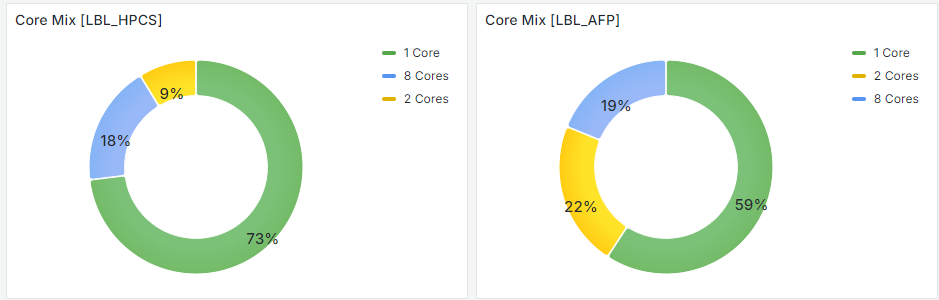 Core Mix [LBL_HPCS]
1 Core
8 Cores
2 Cores
9%
18%
73%
Core Mix [LBL_AFP]
1 Core
2 Cores
8 Cores
19%
22%
59%